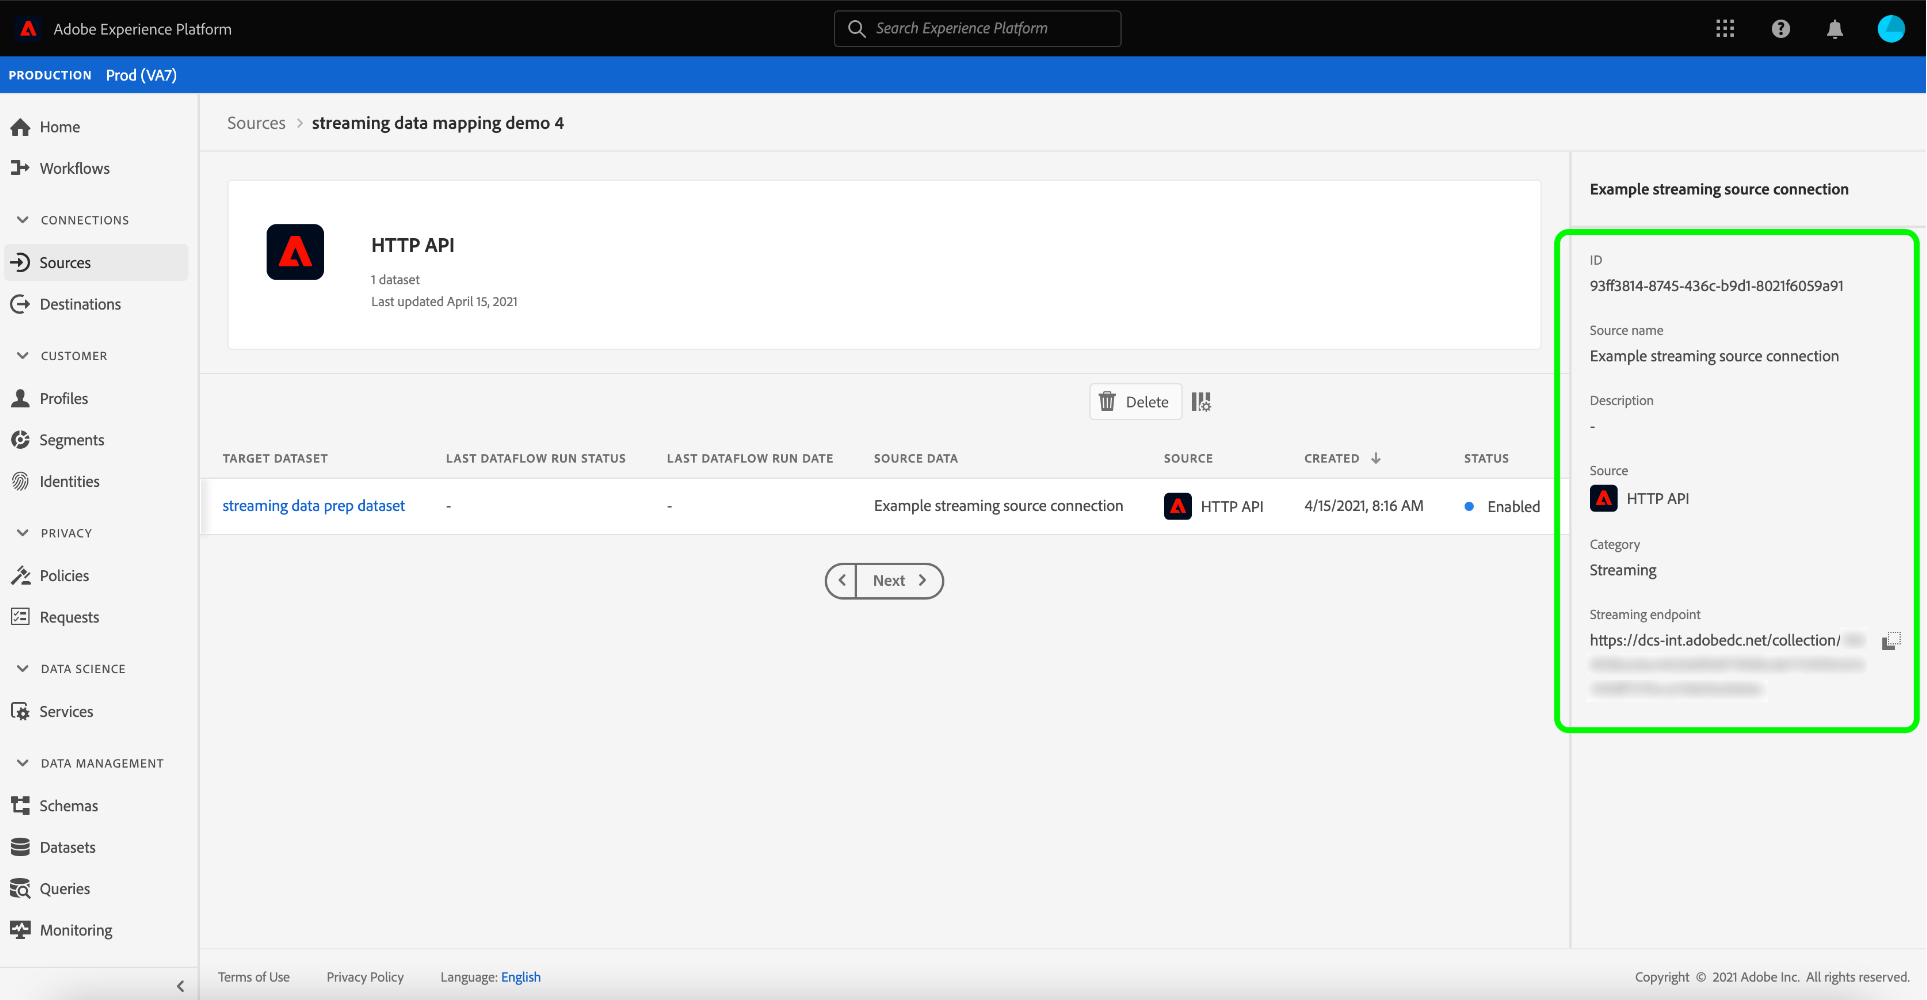 Adobe Experience Platform
Search Experience Platform
PRODUCTION Prod (VA7)
Home
Workflows
CONNECTIONS
Sources
Destinations
CUSTOMER
Profiles
Segments
Identities
PRIVACY
Policies
Requests
DATA SCIENCE
Services
DATA MANAGEMENT
Schemas
Datasets
Queries
Monitoring
Sources > streaming data mapping demo 4
HTTP API
1 dataset
Last updated April 15, 2021
Delete
TARGET DATASET LAST DATAFLOW RUN STATUS LAST DATAFLOW RUN DATE SOURCE DATA SOURCE CREATED ↓ STATUS
streaming data prep dataset - - Example streaming source connection HTTP API 4/15/2021, 8:16 AM Enabled
< Next >
Example streaming source connection
ID
93ff3814-8745-436c-b9d1-8021f6059a91
Source name
Example streaming source connection
Description
-
Source
HTTP API
Category
Streaming
Streaming endpoint
https://dcs-int.adobedc.net/collection/
Terms of Use Privacy Policy Language: English
Copyright © 2021 Adobe Inc. All rights reserved.